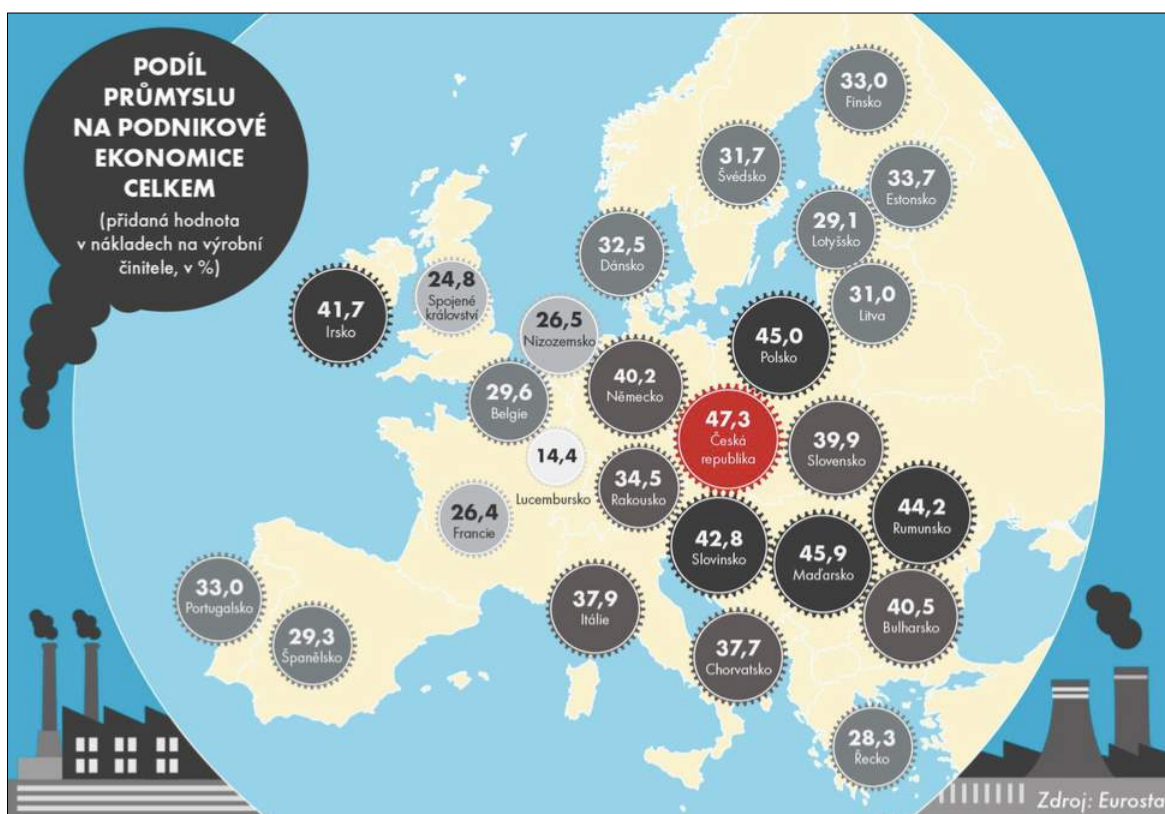 PODÍL
PRŮMYSLU
NA PODNIKOVÉ
EKONOMICE
CELKEM
(přidaná hodnota
v nákladech na výrobní
činitele, v %)
33,0
Finsko
31,7
Švédsko
33,7
Estonsko
29,1
Lotyšsko
32,5
Dánsko
31,0
Litva
24,8
Spojené
království
41,7
Irsko
26,5
Nizozemsko
45,0
Polsko
40,2
Německo
29,6
Belgie
47,3
Česká
republika
39,9
Slovensko
14,4
Lucembursko
34,5
Rakousko
26,4
Francie
44,2
Rumunsko
42,8
Slovinsko
45,9
Maďarsko
33,0
Portugalsko
37,9
Itálie
40,5
Bulharsko
29,3
Španělsko
37,7
Chorvatsko
28,3
Řecko
Zdroj: Eurosta